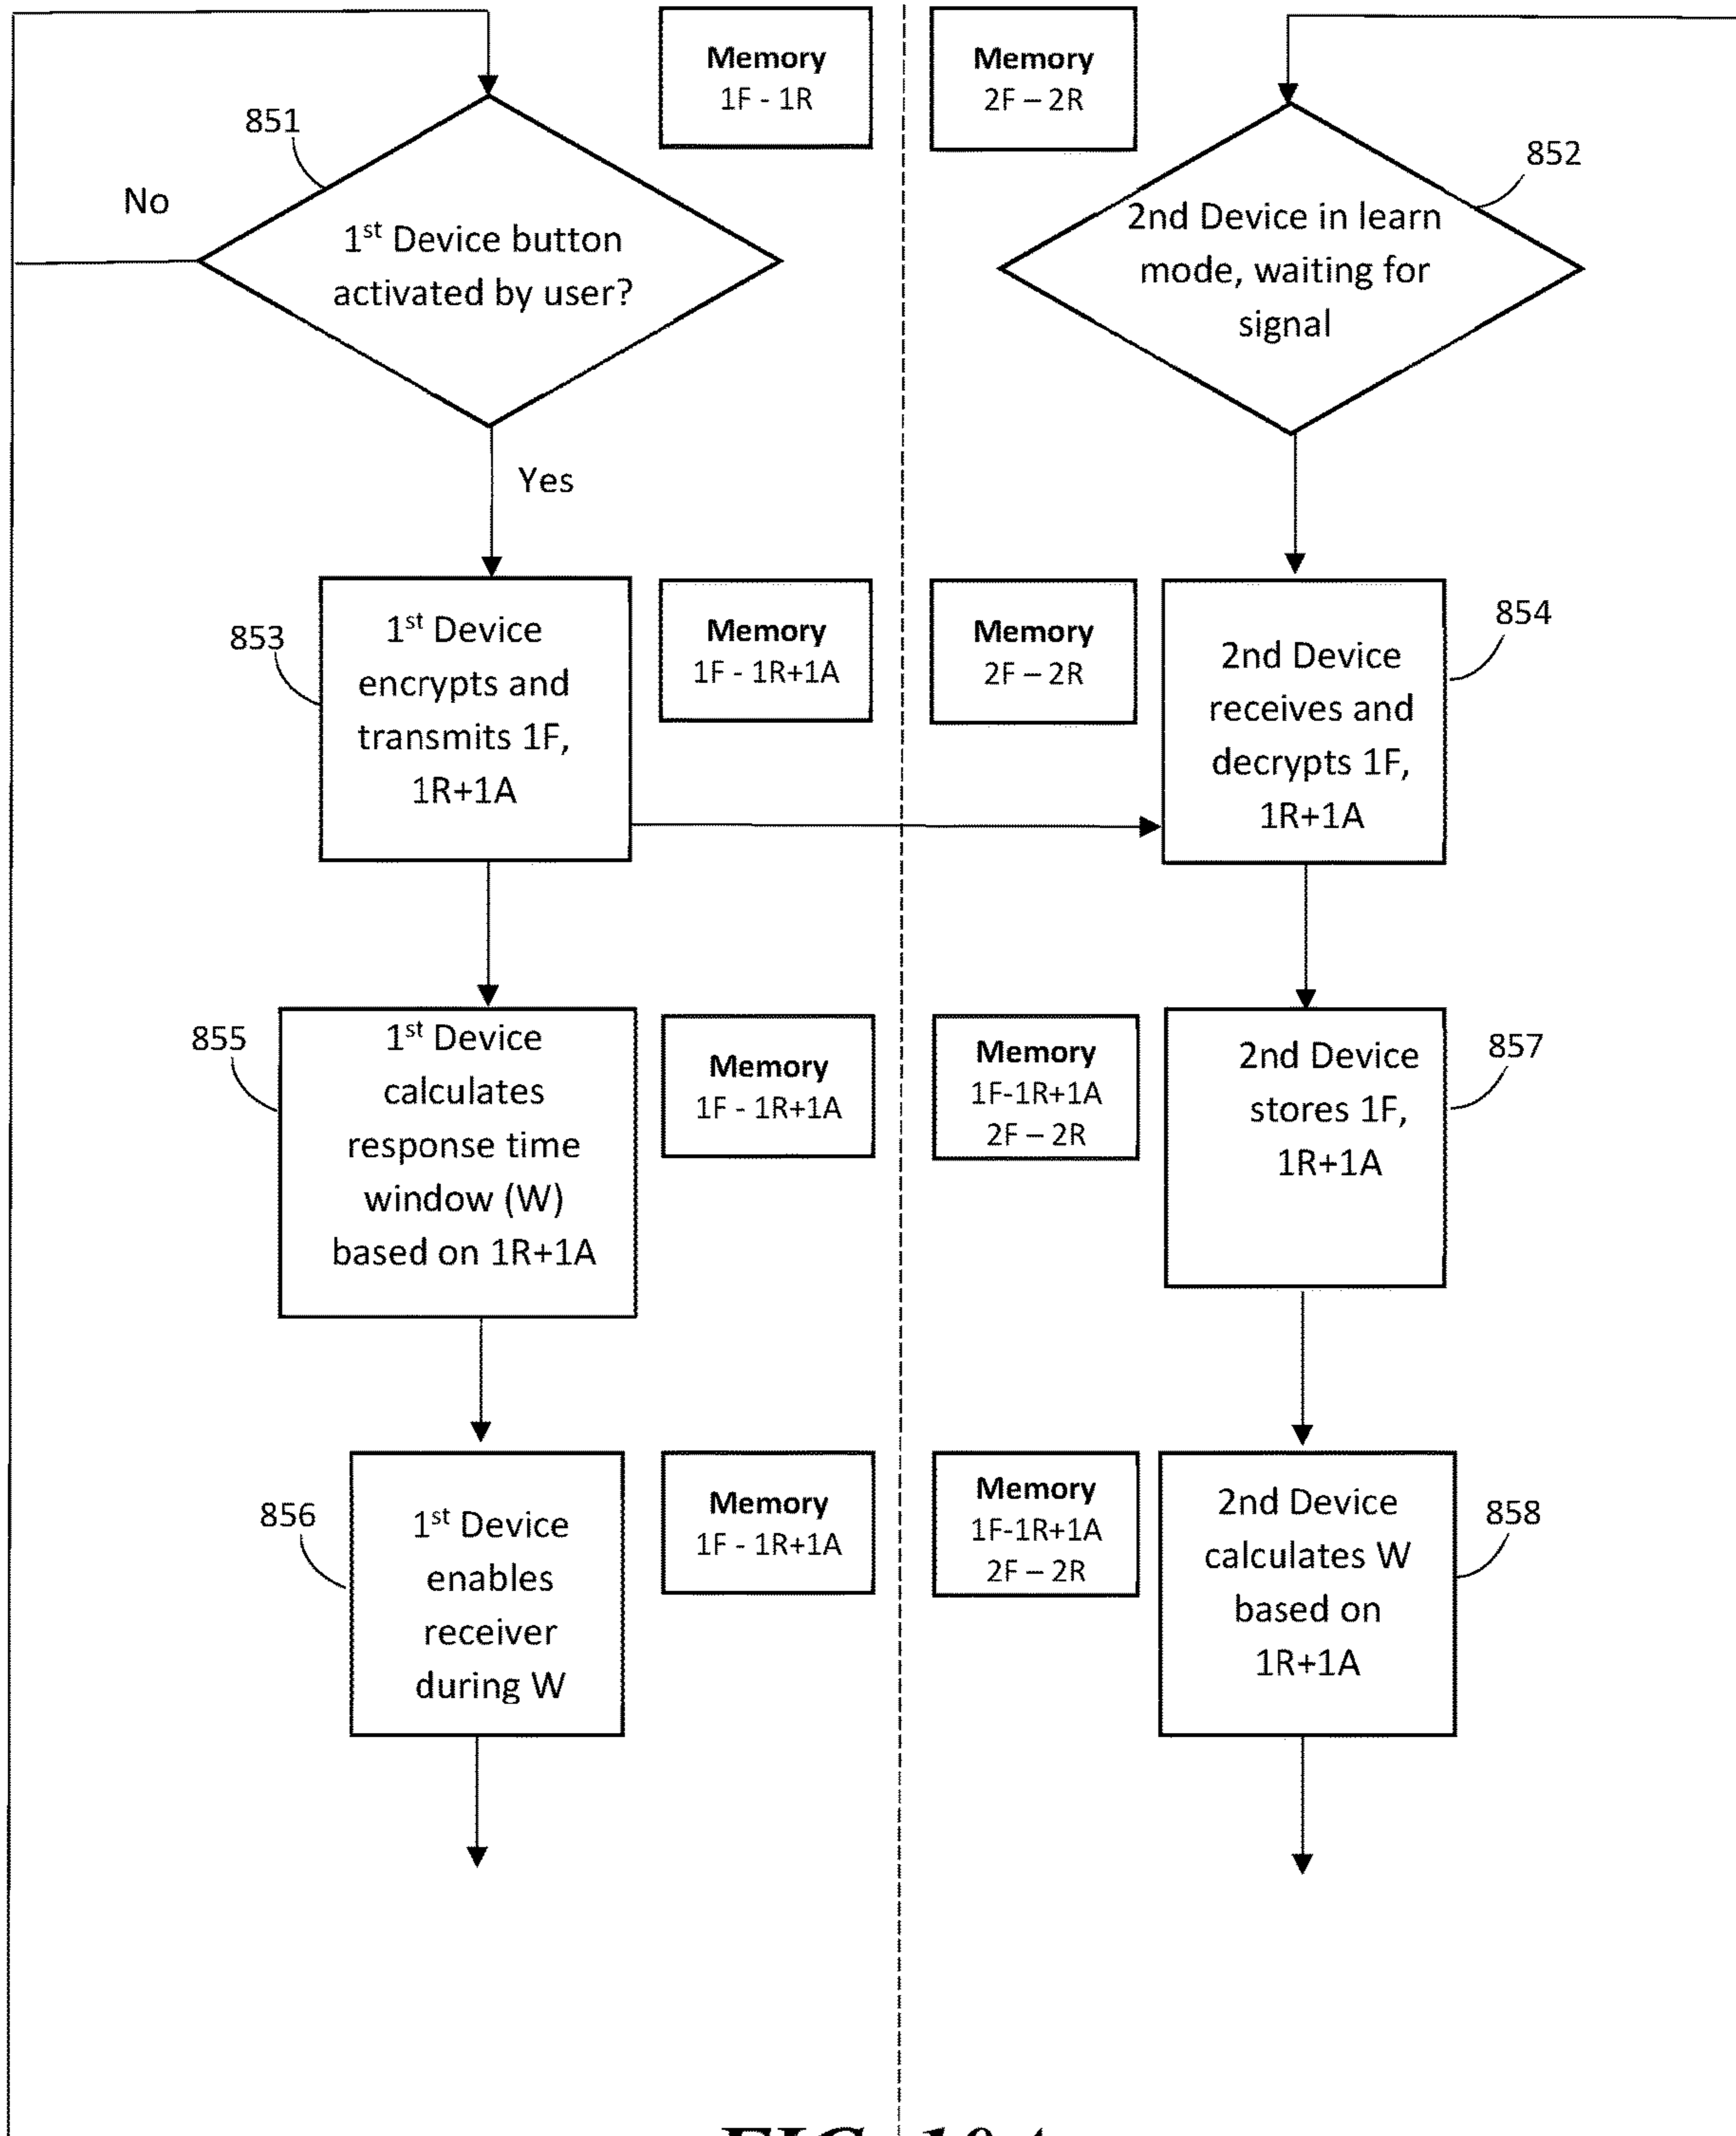 Memory
1F - 1R
Memory
2F – 2R
851
852
No
1st Device button
activated by user?
2nd Device in learn
mode, waiting for
signal
Yes
853
1st Device
encrypts and
transmits 1F,
1R+1A
Memory
1F - 1R+1A
Memory
2F – 2R
2nd Device
receives and
decrypts 1F,
1R+1A
854
855
1st Device
calculates
response time
window (W)
based on 1R+1A
Memory
1F - 1R+1A
Memory
1F-1R+1A
2F – 2R
2nd Device
stores 1F,
1R+1A
857
856
1st Device
enables
receiver
during W
Memory
1F - 1R+1A
Memory
1F-1R+1A
2F – 2R
2nd Device
calculates W
based on
1R+1A
858